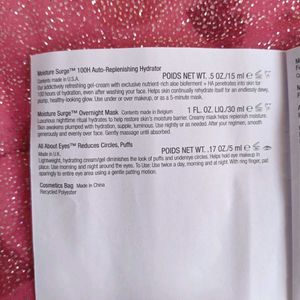 Moisture Surge™ 100H Auto-Replenishing Hydrator
Contents made in U.S.A. POIDS NET WT. .5 OZ/15 ml e
Our addictively refreshing gel-cream with exclusive nutrient-rich aloe bioferment + HA penetrates into skin for
100 hours of hydration, even after washing your face. Helps skin continually rehydrate itself for an endlessly dewy,
plump, healthy-looking glow. Use under or over makeup, or as a 5-minute mask.
Moisture Surge™ Overnight Mask Contents made in Belgium 1 FL. OZ. LIQ./30 ml e
Luxurious nighttime ritual hydrates to help restore skin's moisture barrier. Creamy mask helps replenish moisture.
Skin awakens plumped with hydration, supple, luminous. Use nightly or as needed. After your regimen, smooth
generously and evenly over face. Gently massage until absorbed.
All About Eyes™ Reduces Circles, Puffs
Made in U.K. POIDS NET WT. .17 OZ/5 ml e
Lightweight, hydrating cream/gel diminishes the look of puffs and undereye circles. Helps hold eye makeup in
place. Use morning and night around the eyes. To Use: Use twice a day, morning and at night. With ring finger, pat
sparingly to entire eye area using a gentle patting motion.
Cosmetics Bag Made in China
Recycled Polyester